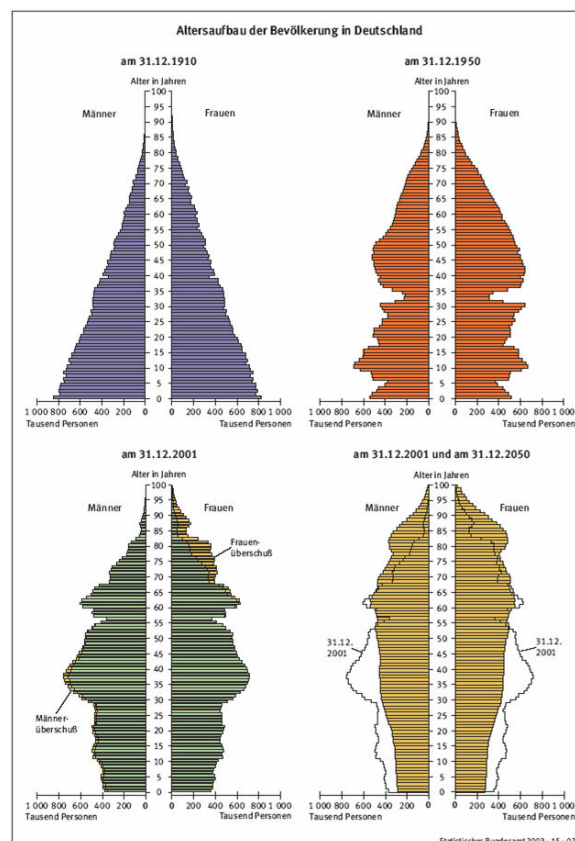 Altersaufbau der Bevölkerung in Deutschland
am 31.12.1910
Alter in Jahren
Männer
Frauen
100
95
90
85
80
75
70
65
60
55
50
45
40
35
30
25
20
15
10
5
0
1 000 800 600 400 200 0
0 200 400 600 800 1 000
Tausend Personen
Tausend Personen
am 31.12.1950
Alter in Jahren
Männer
Frauen
100
95
90
85
80
75
70
65
60
55
50
45
40
35
30
25
20
15
10
5
0
1 000 800 600 400 200 0
0 200 400 600 800 1 000
Tausend Personen
Tausend Personen
am 31.12.2001
Alter in Jahren
Männer
Frauen
100
95
90
85
80
75
70
65
60
55
50
45
40
35
30
25
20
15
10
5
0
Frauen-
überschuß
Männer-
überschuß
1 000 800 600 400 200 0
0 200 400 600 800 1 000
Tausend Personen
Tausend Personen
am 31.12.2001 und am 31.12.2050
Alter in Jahren
Männer
Frauen
100
95
90
85
80
75
70
65
60
55
50
45
40
35
30
25
20
15
10
5
0
31.12.
2001
31.12.
2001
1 000 800 600 400 200 0
0 200 400 600 800 1 000
Tausend Personen
Tausend Personen
Statistisches Bundesamt 2003 - 15 - 02